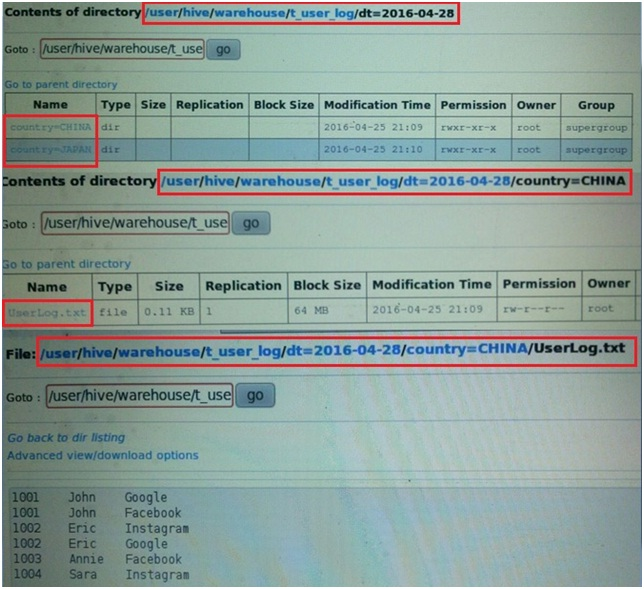 Contents of directory /user/hive/warehouse/t_user_log/dt=2016-04-28
Goto : /user/hive/warehouse/t_use go
Go to parent directory
Name Type Size Replication Block Size Modification Time Permission Owner Group
country=CHINA dir 2016-04-25 21:09 rwxr-xr-x root supergroup
country=JAPAN dir 2016-04-25 21:10 rwxr-xr-x root supergroup
Contents of directory /user/hive/warehouse/t_user_log/dt=2016-04-28/country=CHINA
Goto : /user/hive/warehouse/t_use go
Go to parent directory
Name Type Size Replication Block Size Modification Time Permission Owner
UserLog.txt file 0.11 KB 1 64 MB 2016-04-25 21:09 rw-r--r-- root
File: /user/hive/warehouse/t_user_log/dt=2016-04-28/country=CHINA/UserLog.txt
Goto : /user/hive/warehouse/t_use go
Go back to dir listing
Advanced view/download options
1001 John Google
1001 John Facebook
1002 Eric Instagram
1002 Eric Google
1003 Annie Facebook
1004 Sara Instagram